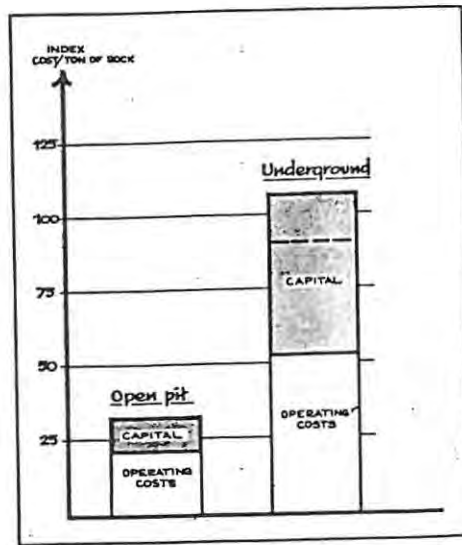 INDEX
COST/TON OF ROCK
125
Underground
100
75
CAPITAL
50
Open pit
CAPITAL
25
OPERATING
COSTS
OPERATING
COSTS